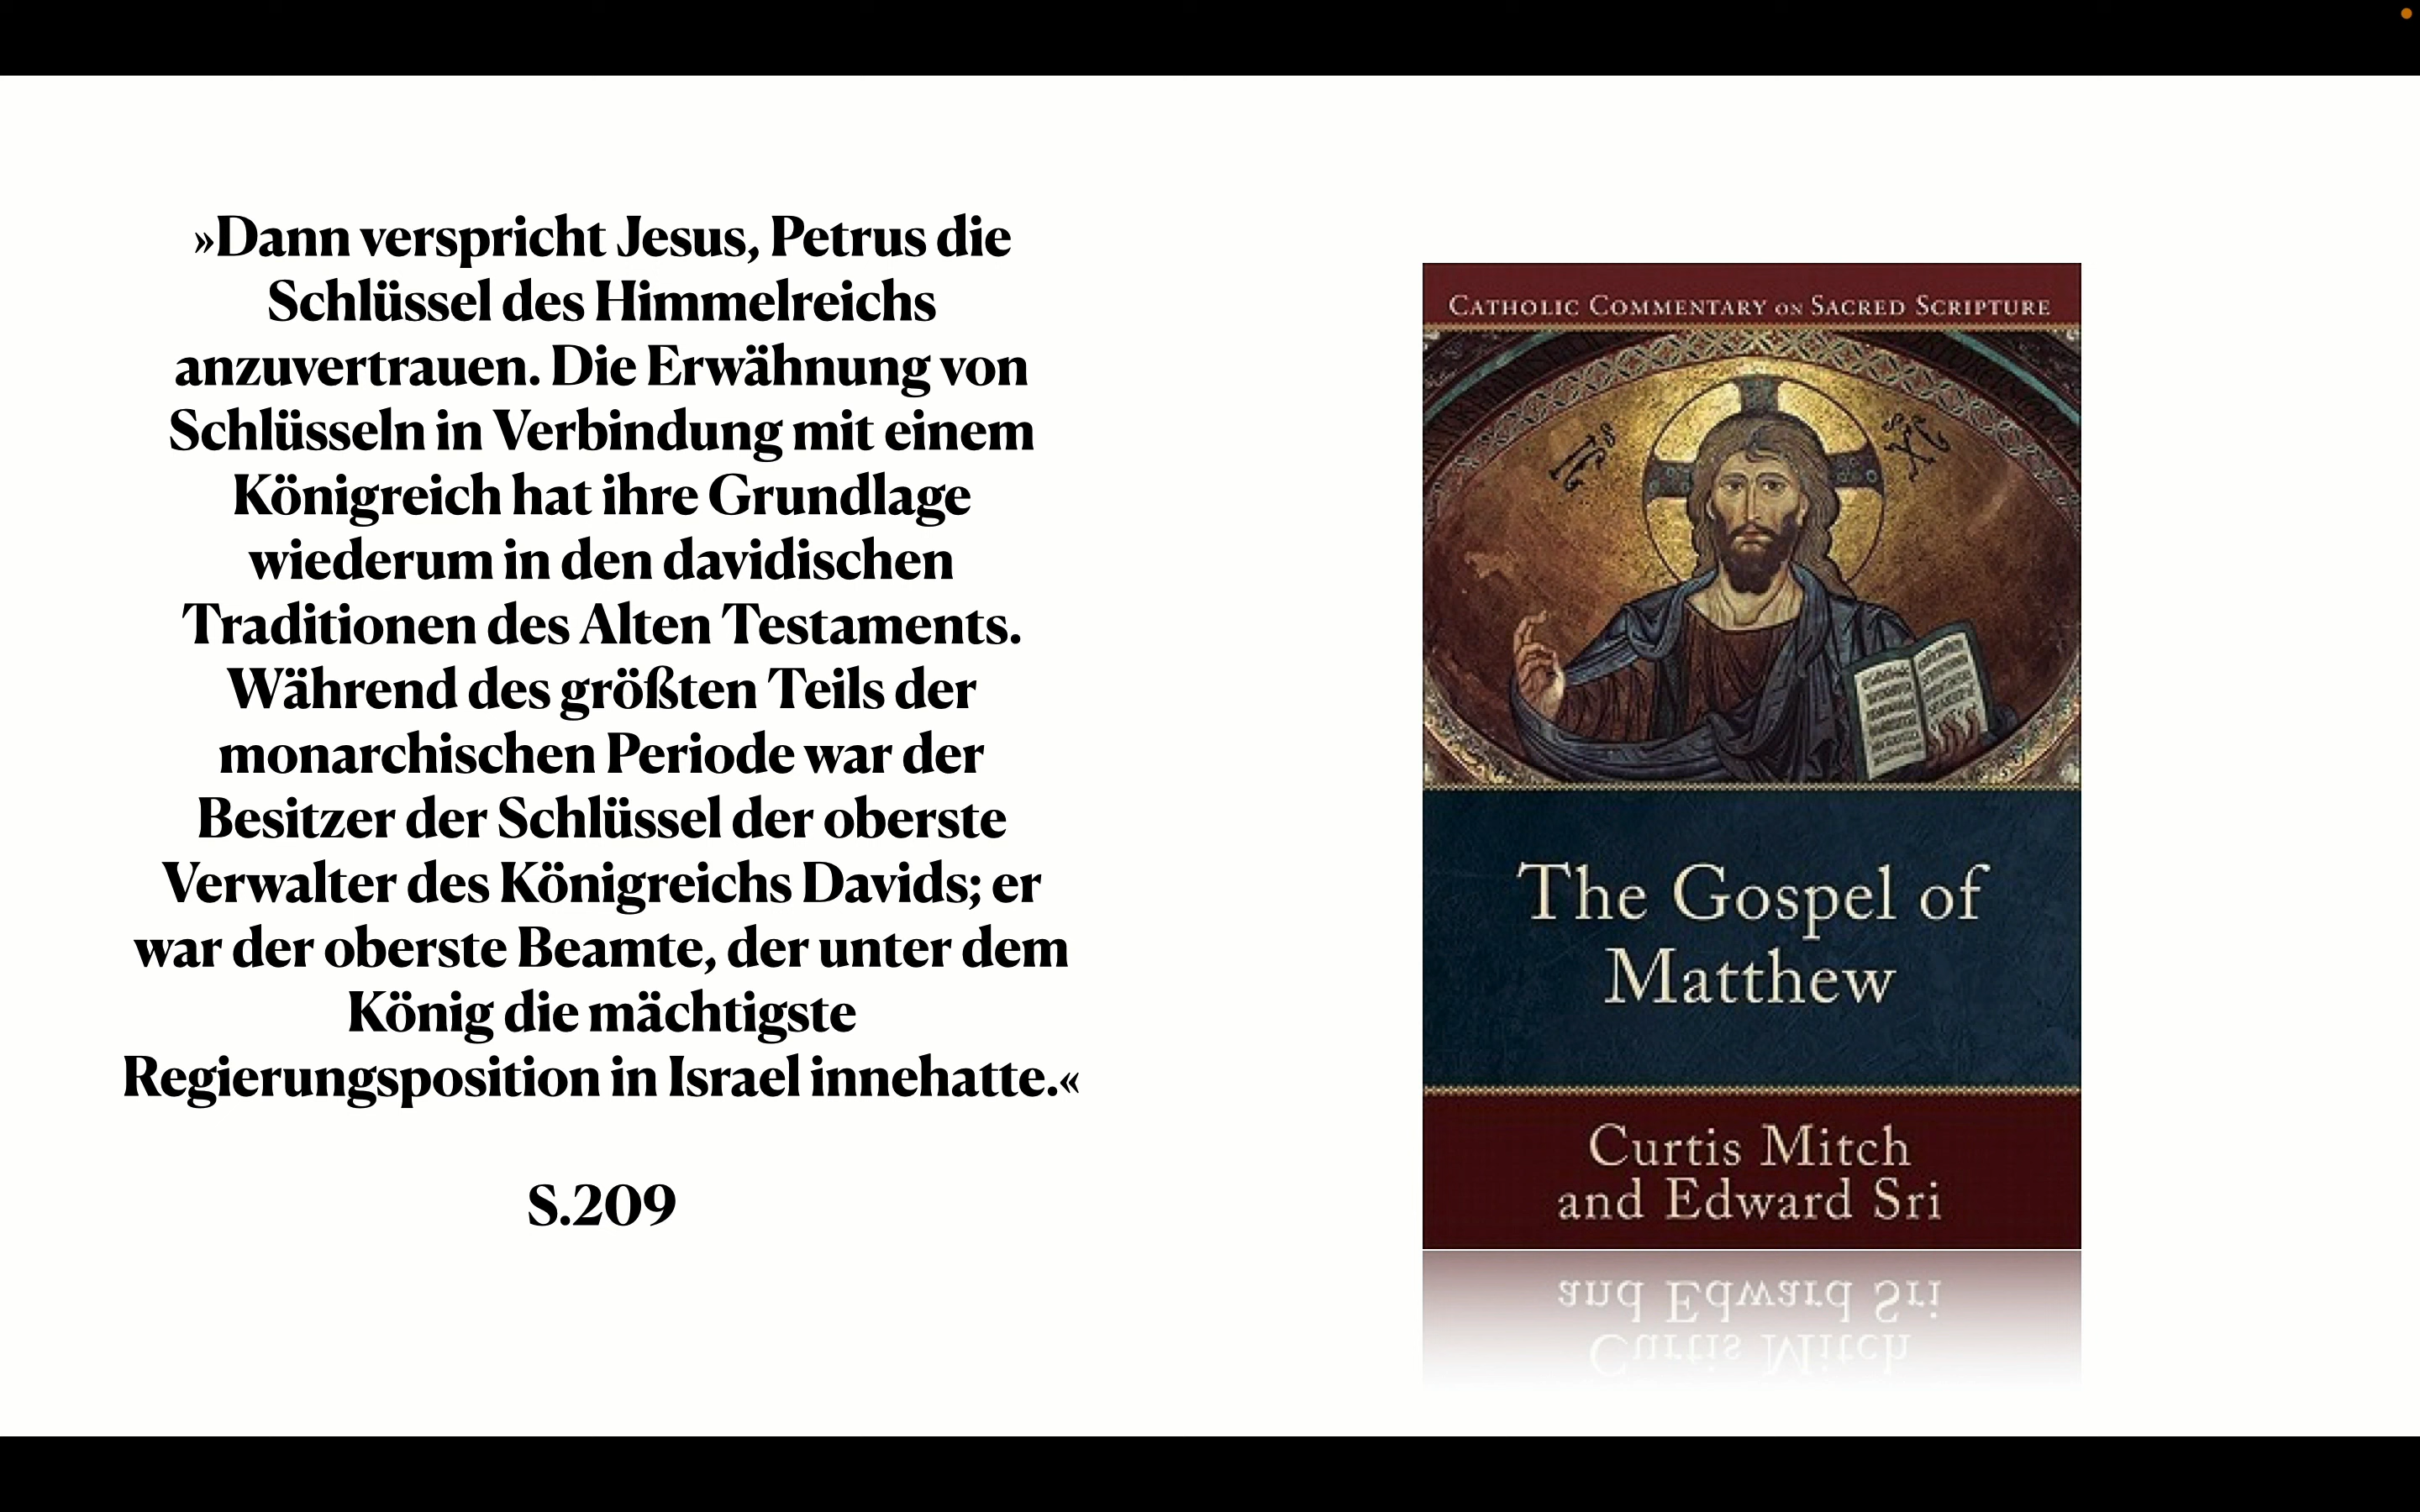 »Dann verspricht Jesus, Petrus die
Schlüssel des Himmelreichs
anzuvertrauen. Die Erwähnung von
Schlüsseln in Verbindung mit einem
Königreich hat ihre Grundlage
wiederum in den davidischen
Traditionen des Alten Testaments.
Während des größten Teils der
monarchischen Periode war der
Besitzer der Schlüssel der oberste
Verwalter des Königreichs Davids; er
war der oberste Beamte, der unter dem
König die mächtigste
Regierungsposition in Israel innehatte.«
S.209
CATHOLIC COMMENTARY ON SACRED SCRIPTURE
The Gospel of
Matthew
Curtis Mitch
and Edward Sri